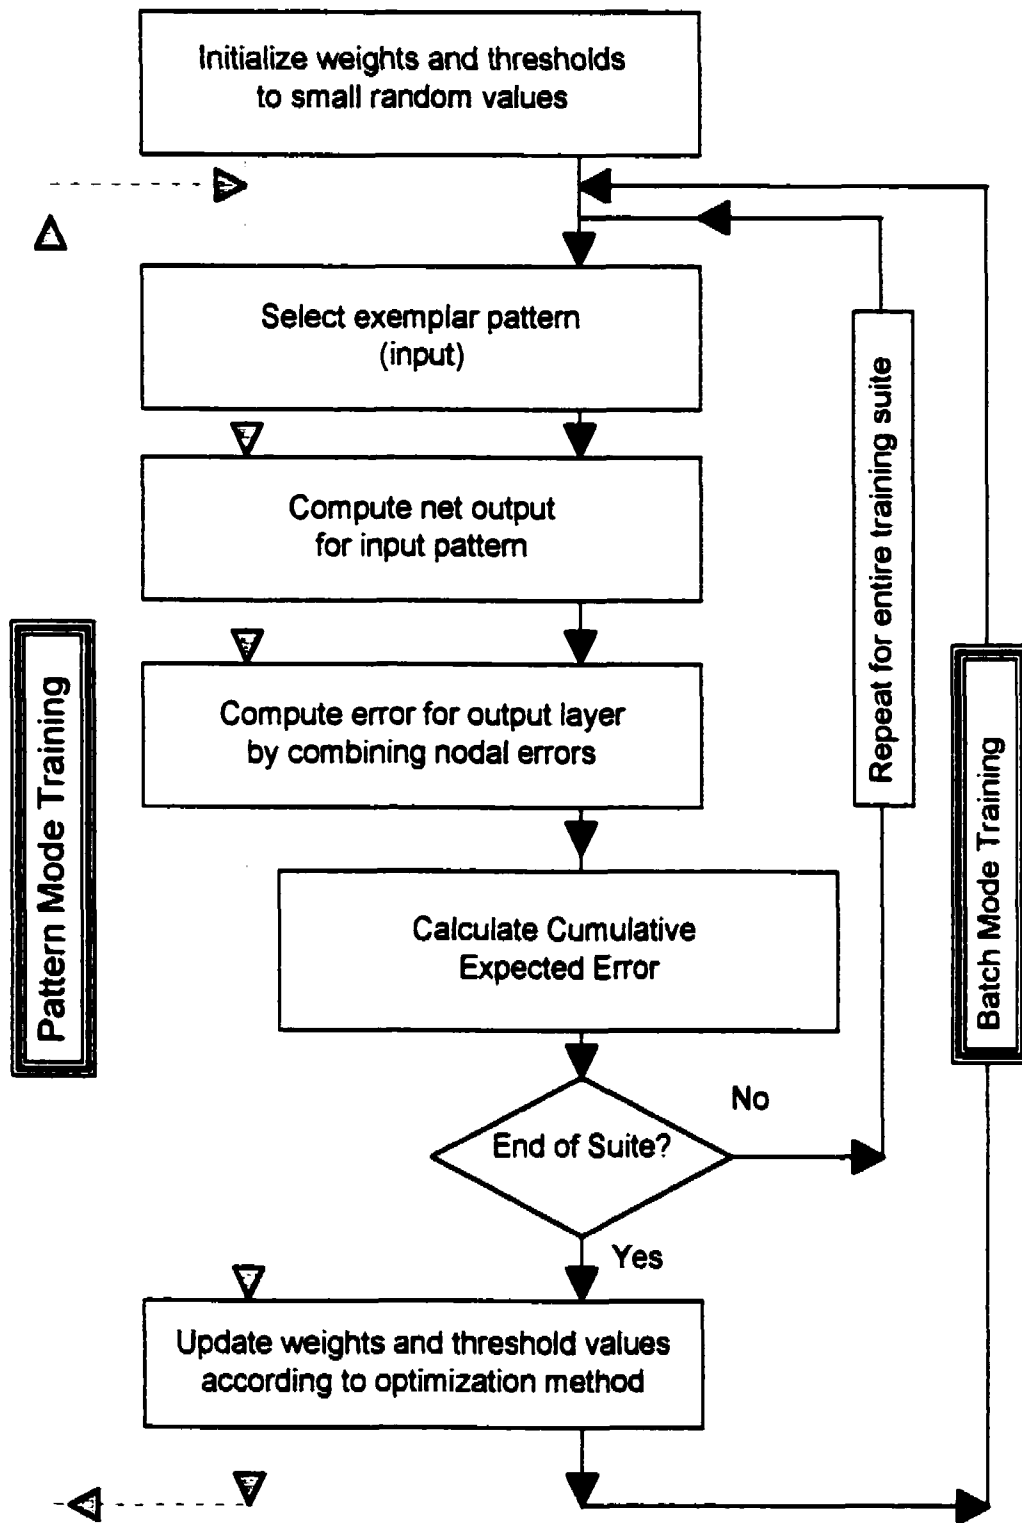 Initialize weights and thresholds
to small random values
Select exemplar pattern
(input)
Compute net output
for input pattern
Compute error for output layer
by combining nodal errors
Calculate Cumulative
Expected Error
End of Suite?
No
Yes
Update weights and threshold values
according to optimization method
Repeat for entire training suite
Pattern Mode Training
Batch Mode Training